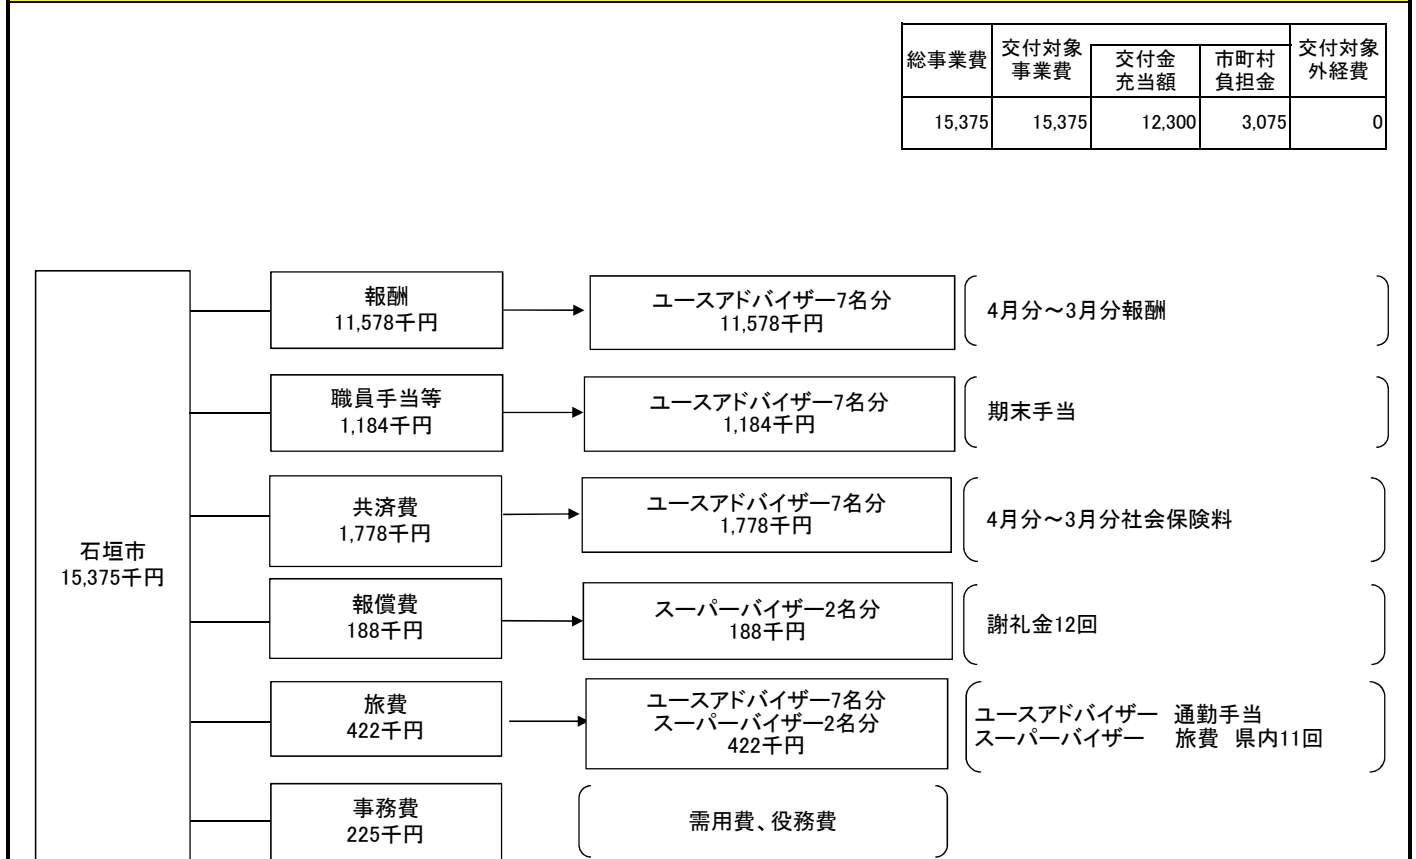 総事業費
交付対象
事業費
交付金
充当額
市町村
負担金
交付対象
外経費
15,375 15,375 12,300 3,075 0
石垣市
15,375千円
報酬
11,578千円
ユースアドバイザー7名分
11,578千円
4月分～3月分報酬
職員手当等
1,184千円
ユースアドバイザー7名分
1,184千円
期末手当
共済費
1,778千円
ユースアドバイザー7名分
1,778千円
4月分～3月分社会保険料
報償費
188千円
スーパーバイザー2名分
188千円
謝礼金12回
旅費
422千円
ユースアドバイザー7名分
スーパーバイザー2名分
422千円
ユースアドバイザー　通勤手当
スーパーバイザー　旅費　県内11回
事務費
225千円
需用費、役務費